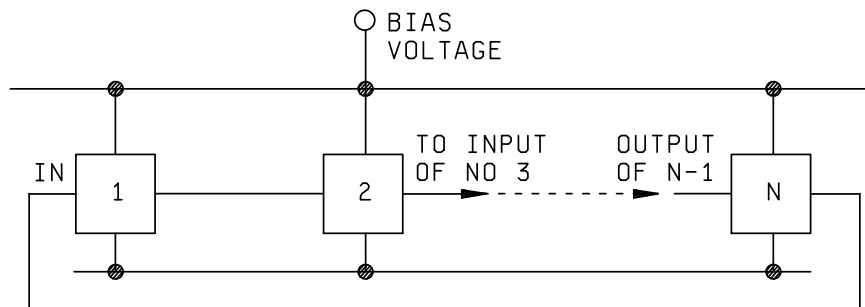 BIAS
VOLTAGE
TO INPUT
OF NO 3
OUTPUT
OF N-1
IN
1
2
N